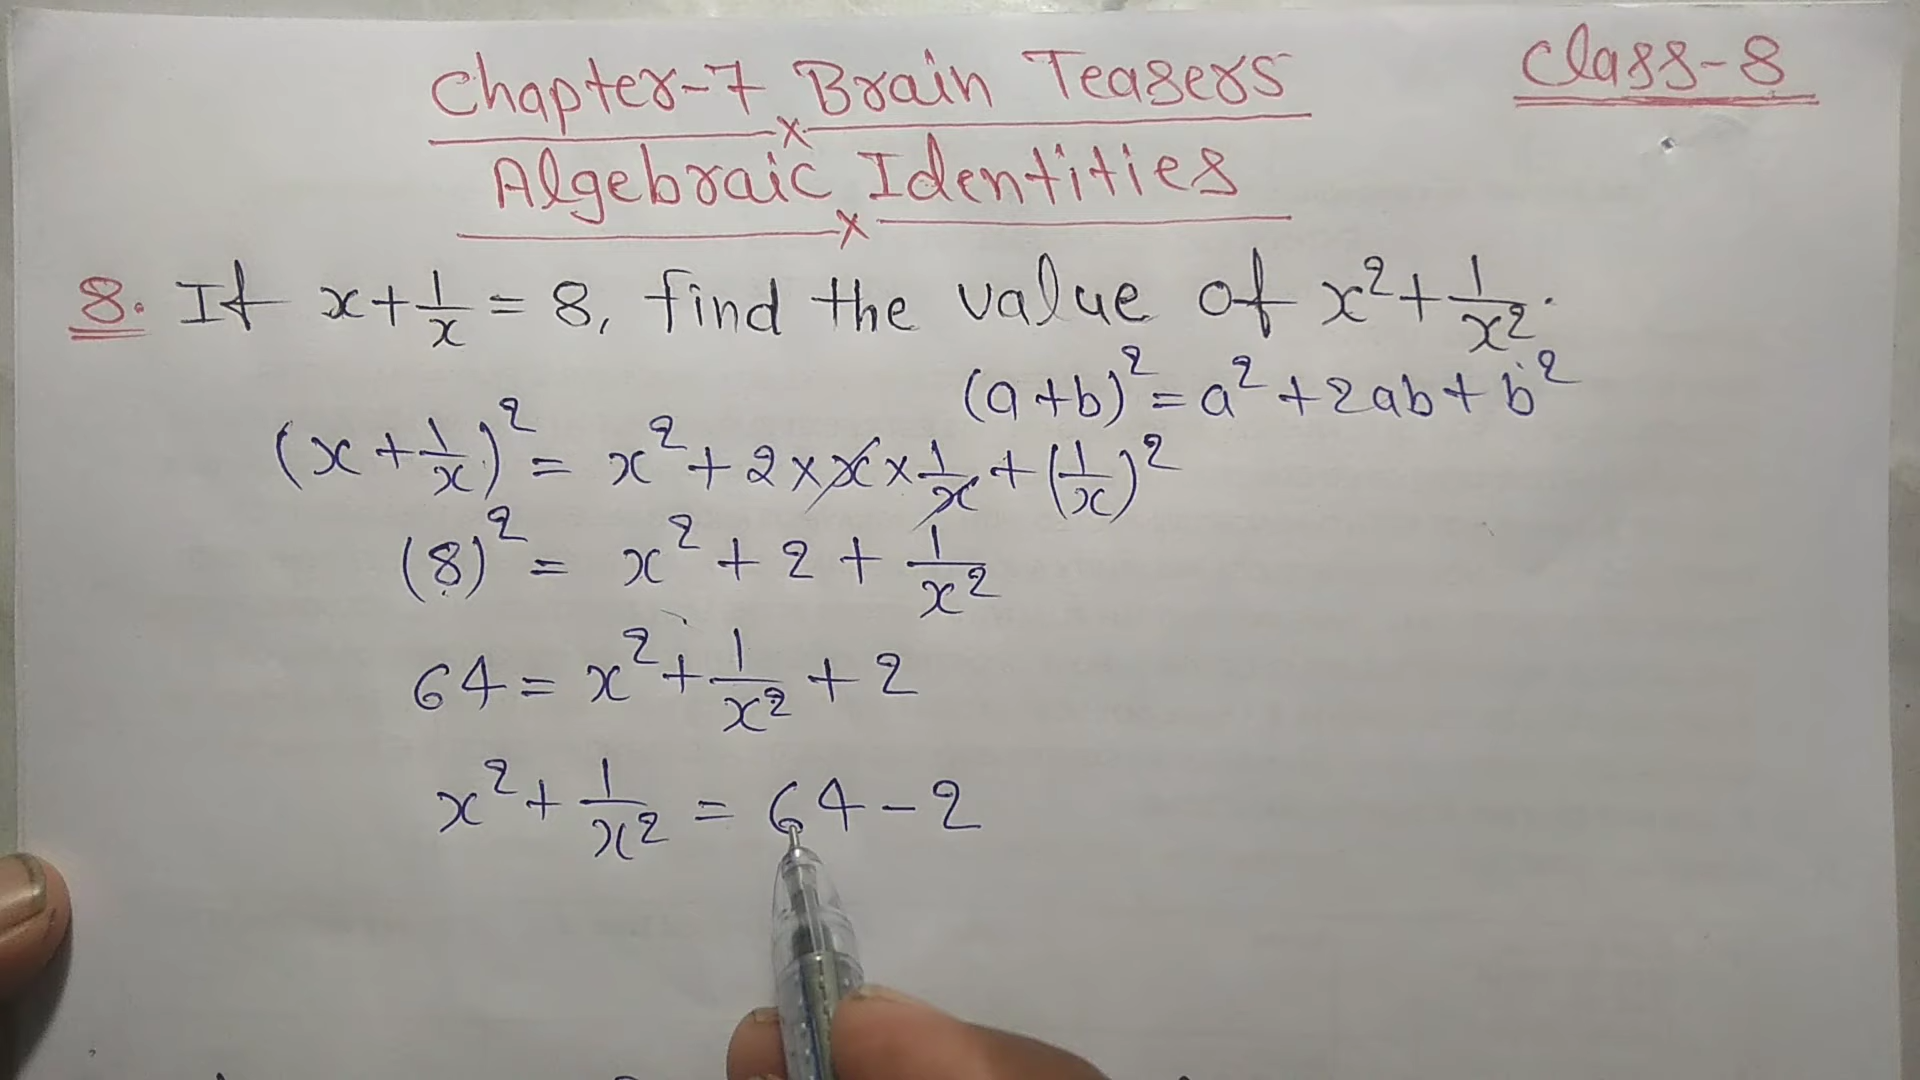 Chapter-7 Brain Teasers
Class-8
Algebraic Identities
8. If x + 1/x = 8, find the value of x² + 1/x².
(a+b)² = a² + 2ab + b²
(x + 1/x)² = x² + 2 × x × 1/x + (1/x)²
(8)² = x² + 2 + 1/x²
64 = x² + 1/x² + 2
x² + 1/x² = 64 - 2